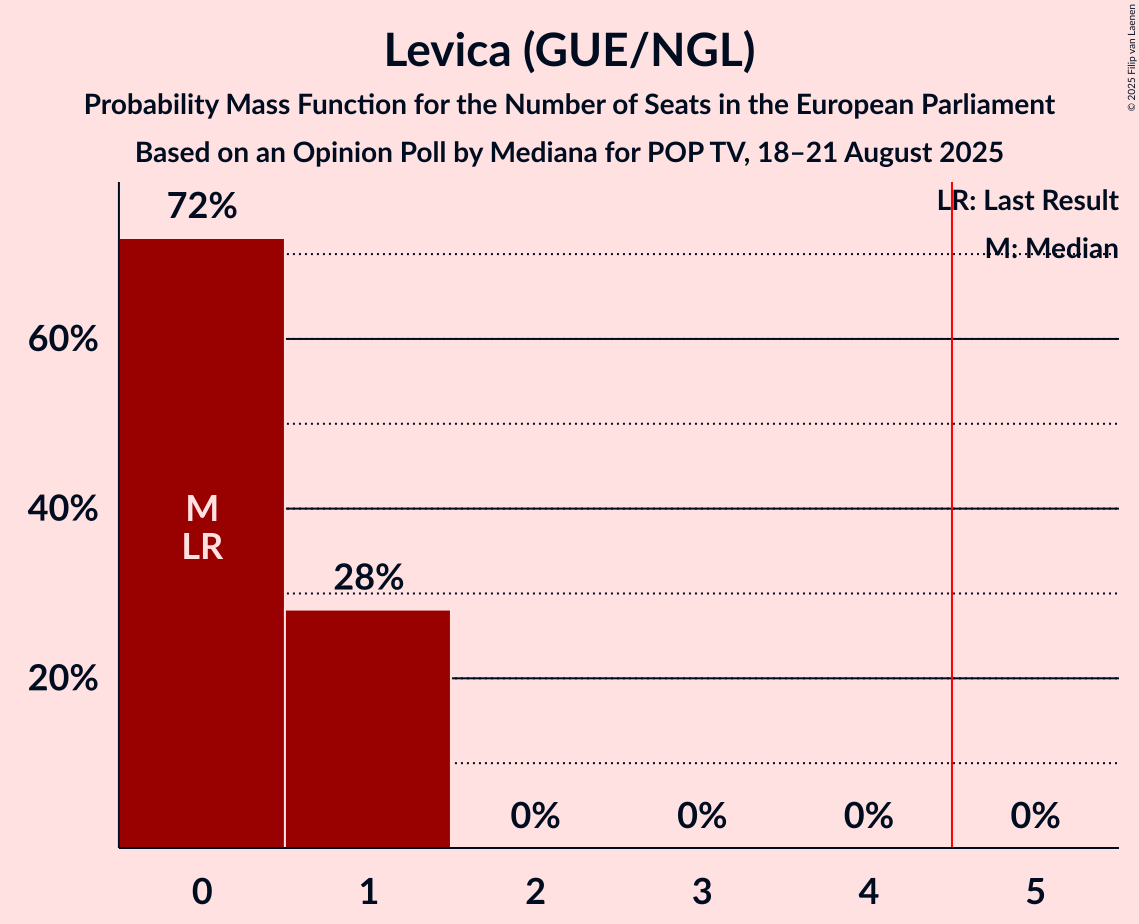 Levica (GUE/NGL)
Probability Mass Function for the Number of Seats in the European Parliament
Based on an Opinion Poll by Mediana for POP TV, 18–21 August 2025
© 2025 Filip van Laenen
LR: Last Result
M: Median
72%
60%
40%
20%
M
LR
28%
0%
0%
0%
0%
0
1
2
3
4
5